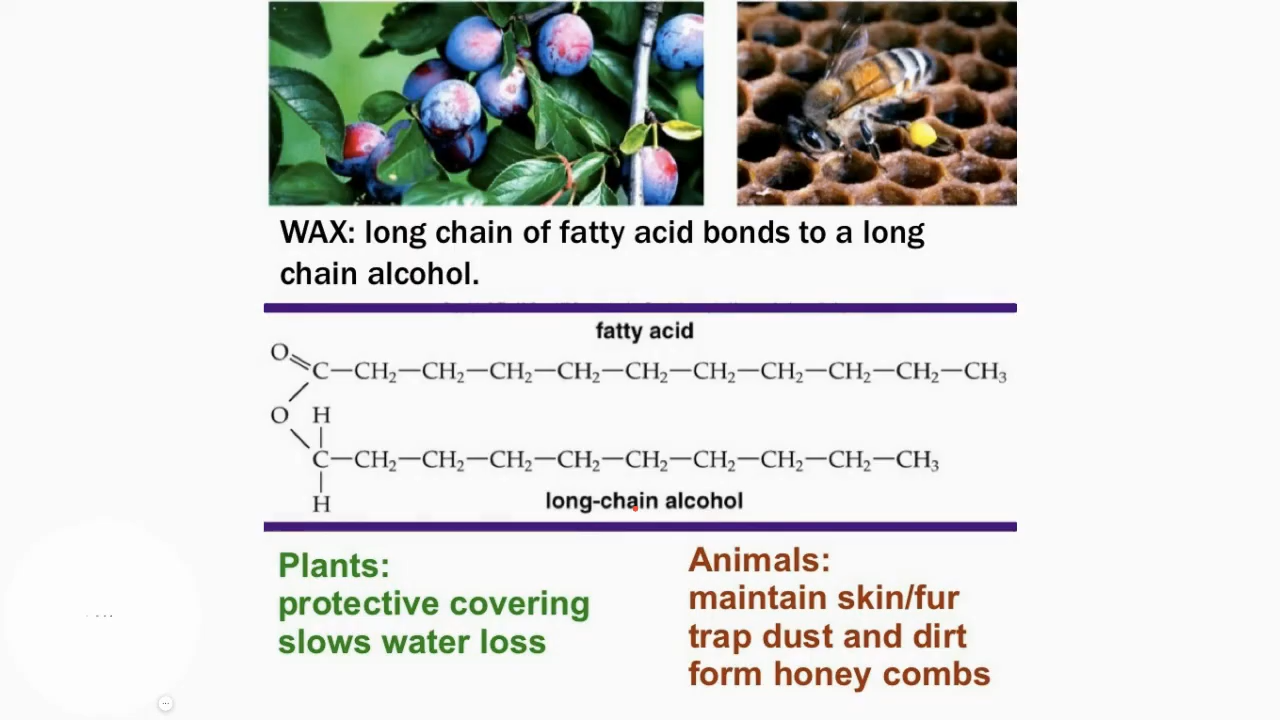 WAX: long chain of fatty acid bonds to a long
chain alcohol.
fatty acid
O
C—CH₂—CH₂—CH₂—CH₂—CH₂—CH₂—CH₂—CH₂—CH₂—CH₃
O H
C—CH₂—CH₂—CH₂—CH₂—CH₂—CH₂—CH₂—CH₂—CH₃
H
long-chain alcohol
Plants:
protective covering
slows water loss
Animals:
maintain skin/fur
trap dust and dirt
form honey combs